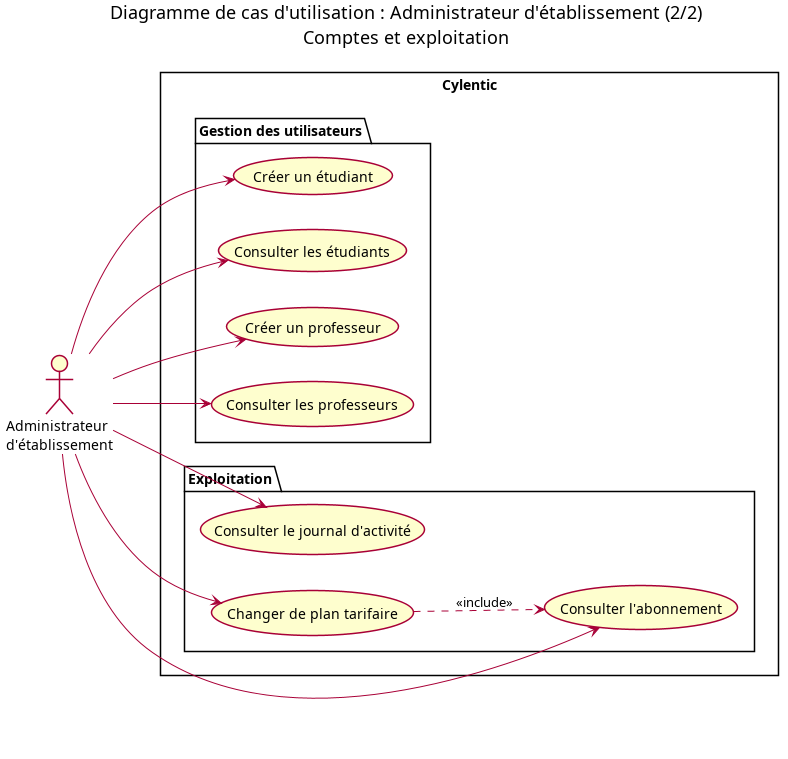 Diagramme de cas d'utilisation : Administrateur d'établissement (2/2)
Comptes et exploitation
Cylentic
Gestion des utilisateurs
Créer un étudiant
Consulter les étudiants
Créer un professeur
Consulter les professeurs
Administrateur
d'établissement
Exploitation
Consulter le journal d'activité
Changer de plan tarifaire
«include»
Consulter l'abonnement